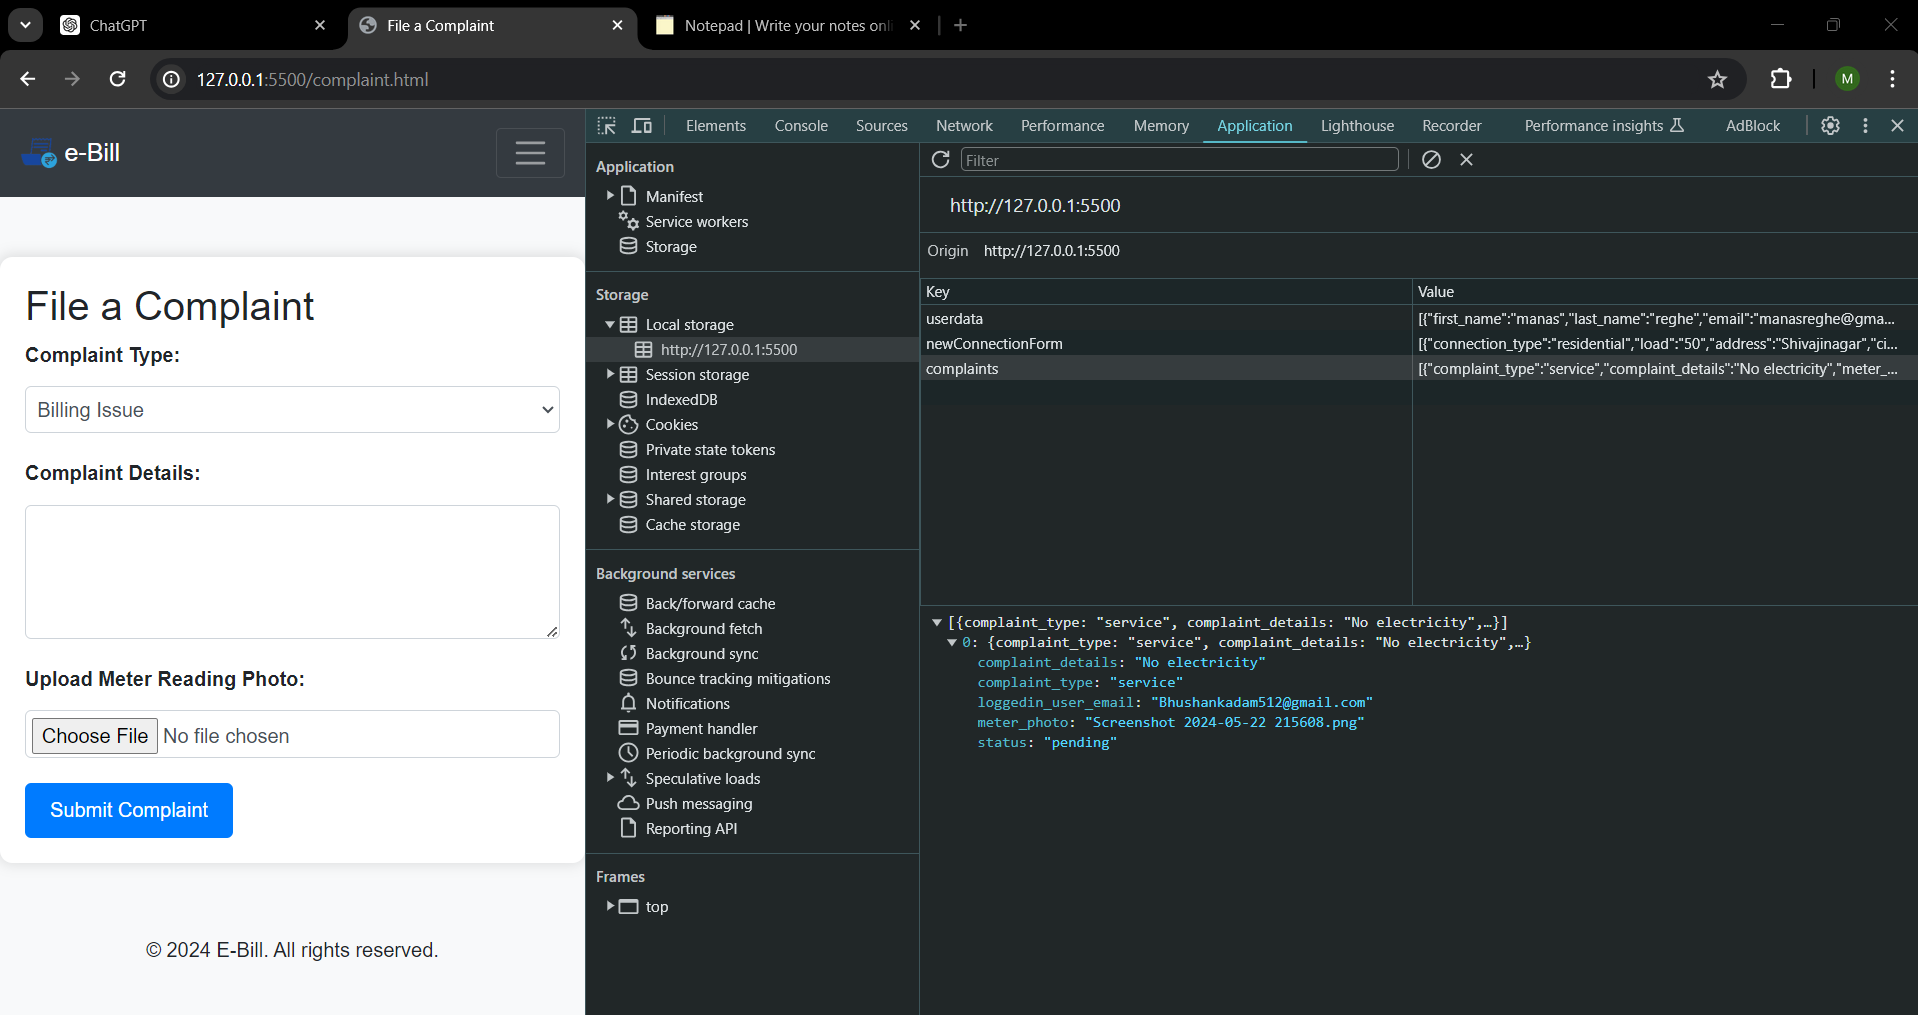 ChatGPT
File a Complaint
Notepad | Write your notes onli
127.0.0.1:5500/complaint.html
M
e-Bill
File a Complaint
Complaint Type:
Billing Issue
Complaint Details:
Upload Meter Reading Photo:
Choose File No file chosen
Submit Complaint
© 2024 E-Bill. All rights reserved.
Elements Console Sources Network Performance Memory Application Lighthouse Recorder Performance insights AdBlock
Application
Manifest
Service workers
Storage
Storage
Local storage
http://127.0.0.1:5500
Session storage
IndexedDB
Cookies
Private state tokens
Interest groups
Shared storage
Cache storage
Background services
Back/forward cache
Background fetch
Background sync
Bounce tracking mitigations
Notifications
Payment handler
Periodic background sync
Speculative loads
Push messaging
Reporting API
Frames
top
Filter
http://127.0.0.1:5500
Origin http://127.0.0.1:5500
Key Value
userdata [{"first_name":"manas","last_name":"reghe","email":"manasreghe@gma...
newConnectionForm [{"connection_type":"residential","load":"50","address":"Shivajinagar","ci...
complaints [{"complaint_type":"service","complaint_details":"No electricity","meter_...
[{complaint_type: "service", complaint_details: "No electricity",…}]
0: {complaint_type: "service", complaint_details: "No electricity",…}
complaint_details: "No electricity"
complaint_type: "service"
loggedin_user_email: "Bhushankadam512@gmail.com"
meter_photo: "Screenshot 2024-05-22 215608.png"
status: "pending"